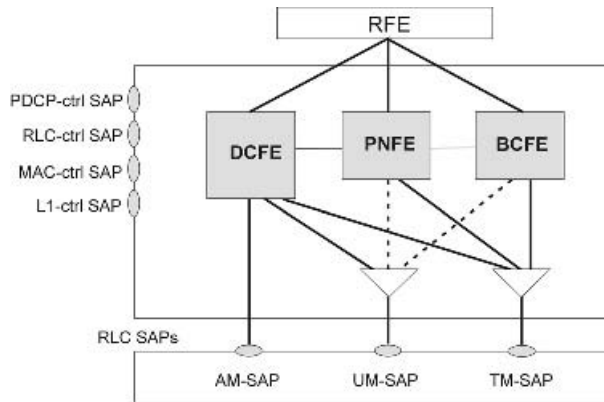 RFE
PDCP-ctrl SAP
RLC-ctrl SAP
MAC-ctrl SAP
L1-ctrl SAP
DCFE
PNFE
BCFE
RLC SAPs
AM-SAP
UM-SAP
TM-SAP